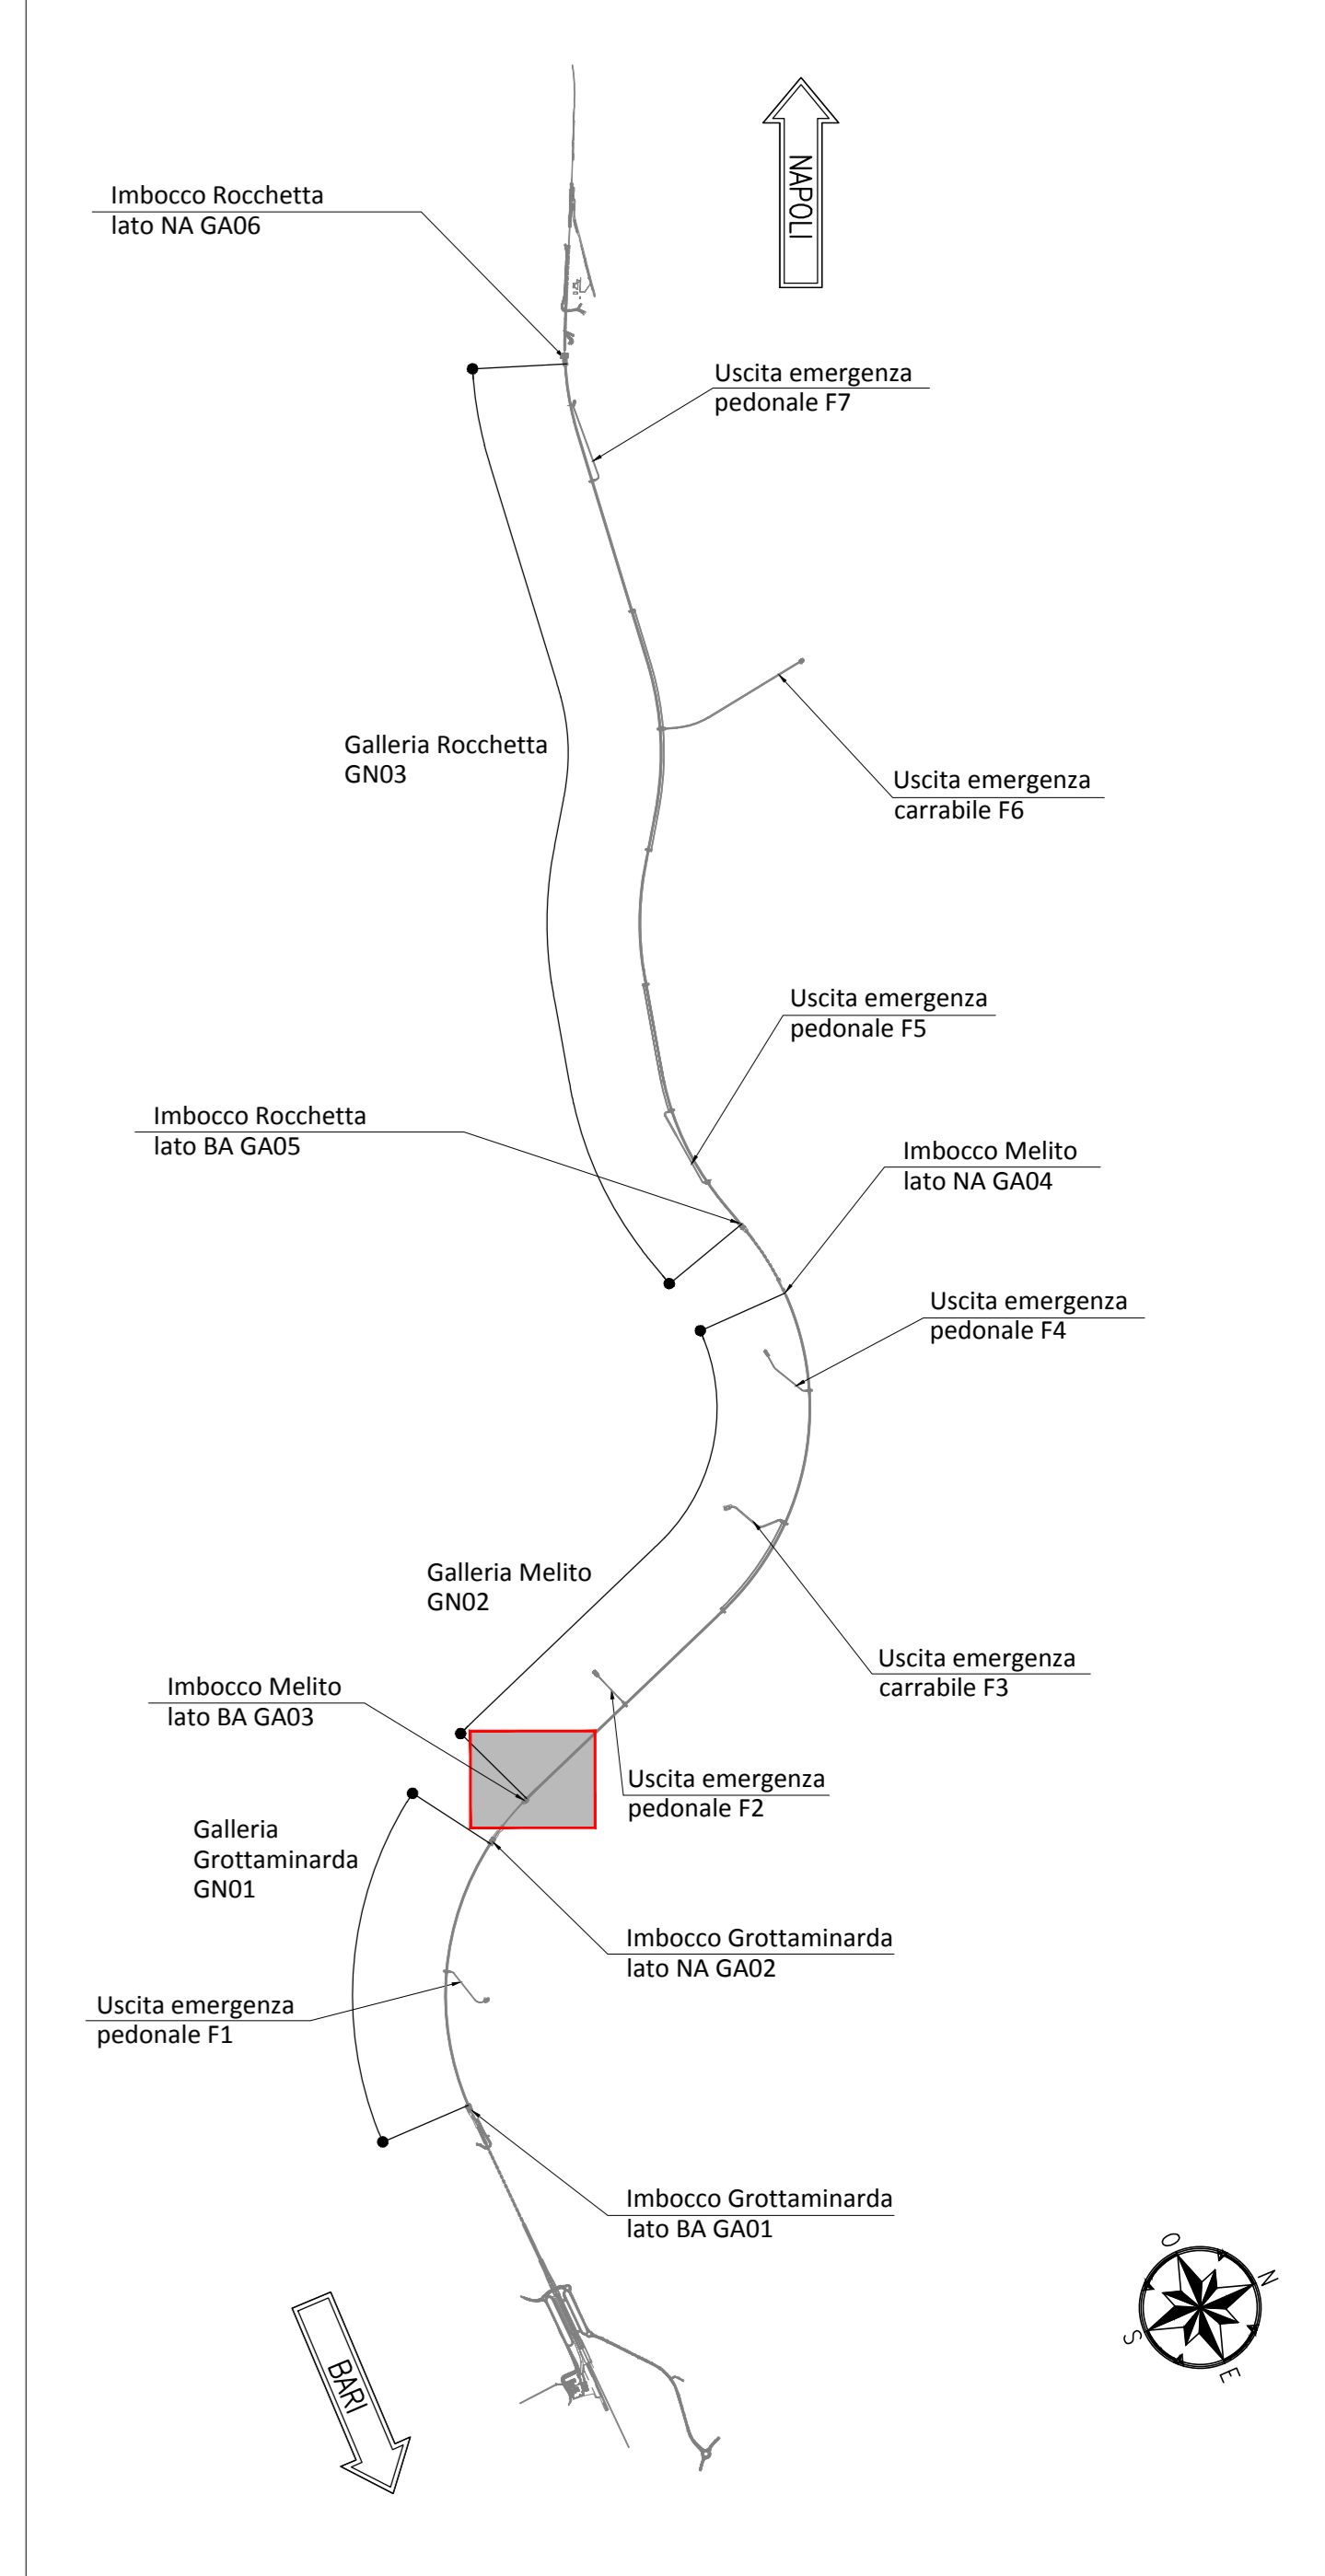 NAPOLI
Imbocco Rocchetta
lato NA GA06
Uscita emergenza
pedonale F7
Galleria Rocchetta
GN03
Uscita emergenza
carrabile F6
Uscita emergenza
pedonale F5
Imbocco Rocchetta
lato BA GA05
Imbocco Melito
lato NA GA04
Uscita emergenza
pedonale F4
Galleria Melito
GN02
Uscita emergenza
carrabile F3
Imbocco Melito
lato BA GA03
Uscita emergenza
pedonale F2
Galleria
Grottaminarda
GN01
Imbocco Grottaminarda
lato NA GA02
Uscita emergenza
pedonale F1
Imbocco Grottaminarda
lato BA GA01
O
N
S
E
BARI